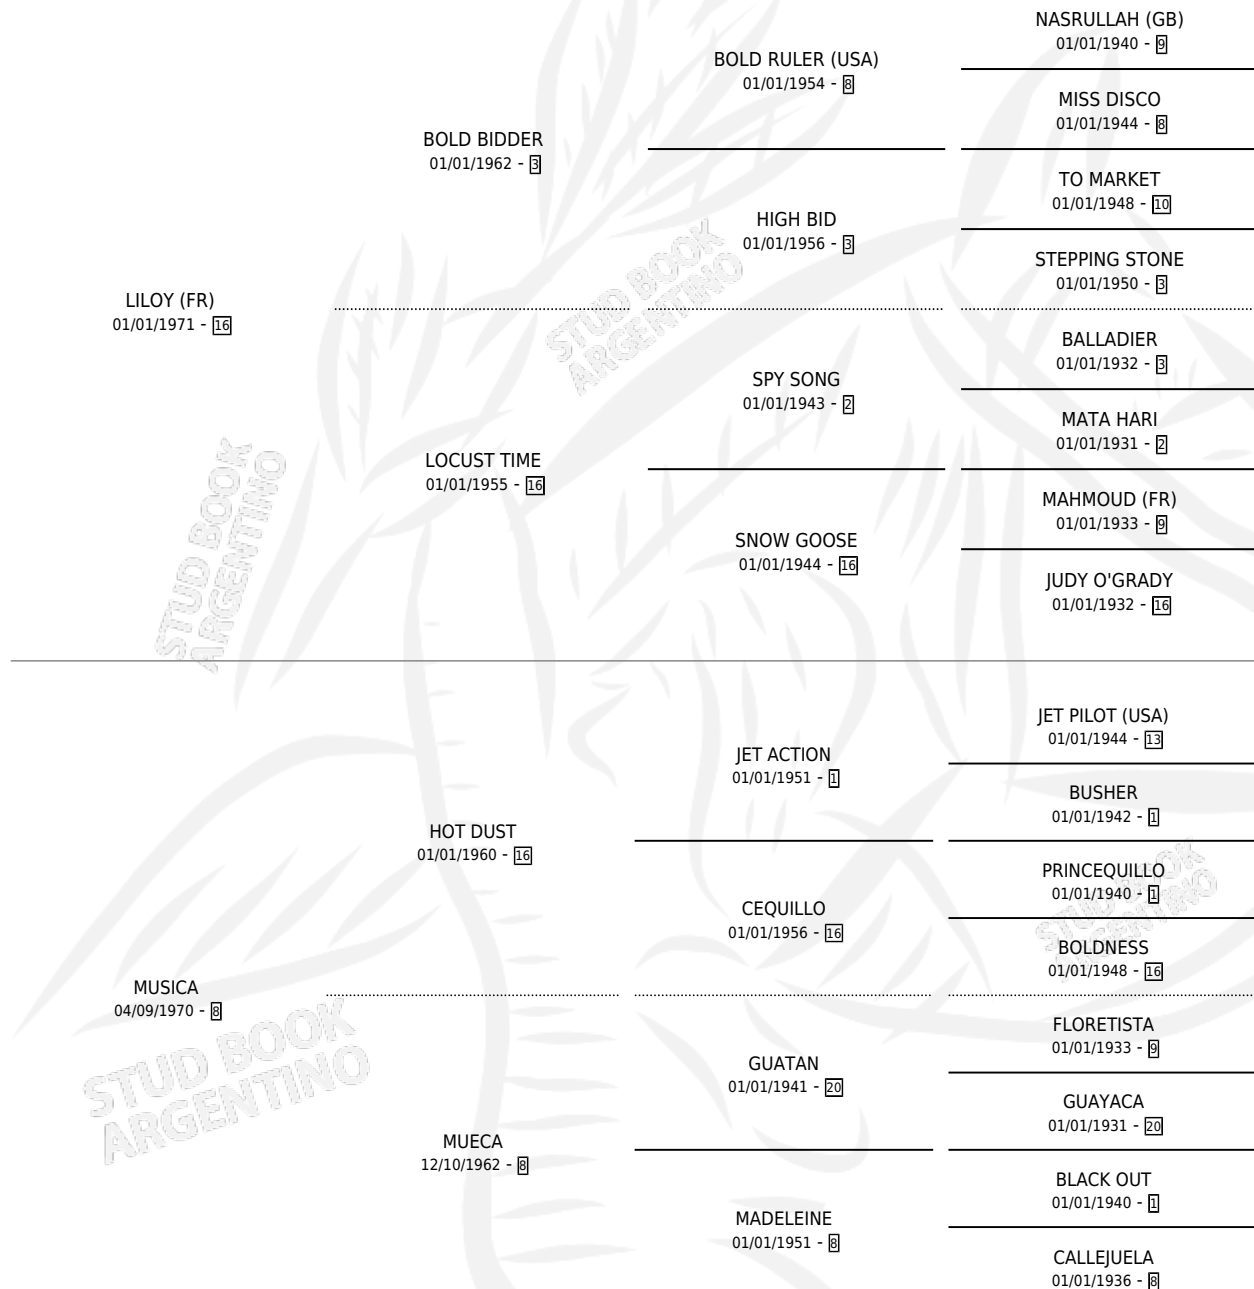 NASRULLAH (GB)
01/01/1940 - 9
BOLD RULER (USA)
01/01/1954 - 8
MISS DISCO
01/01/1944 - 8
BOLD BIDDER
01/01/1962 - 3
TO MARKET
01/01/1948 - 10
HIGH BID
01/01/1956 - 3
STEPPING STONE
01/01/1950 - 3
LILOY (FR)
01/01/1971 - 16
BALLADIER
01/01/1932 - 3
SPY SONG
01/01/1943 - 2
MATA HARI
01/01/1931 - 2
LOCUST TIME
01/01/1955 - 16
MAHMOUD (FR)
01/01/1933 - 9
SNOW GOOSE
01/01/1944 - 16
JUDY O'GRADY
01/01/1932 - 16
JET PILOT (USA)
01/01/1944 - 13
JET ACTION
01/01/1951 - 1
BUSHER
01/01/1942 - 1
HOT DUST
01/01/1960 - 16
PRINCEQUILLO
01/01/1940 - 1
CEQUILLO
01/01/1956 - 16
BOLDNESS
01/01/1948 - 16
MUSICA
04/09/1970 - 8
FLORETISTA
01/01/1933 - 9
GUATAN
01/01/1941 - 20
GUAYACA
01/01/1931 - 20
MUECA
12/10/1962 - 8
BLACK OUT
01/01/1940 - 1
MADELEINE
01/01/1951 - 8
CALLEJUELA
01/01/1936 - 8
STUD BOOK
ARGENTINO
STUD BOOK
ARGENTINO
STUD BOOK
ARGENTINO
STUD BOOK
ARGENTINO